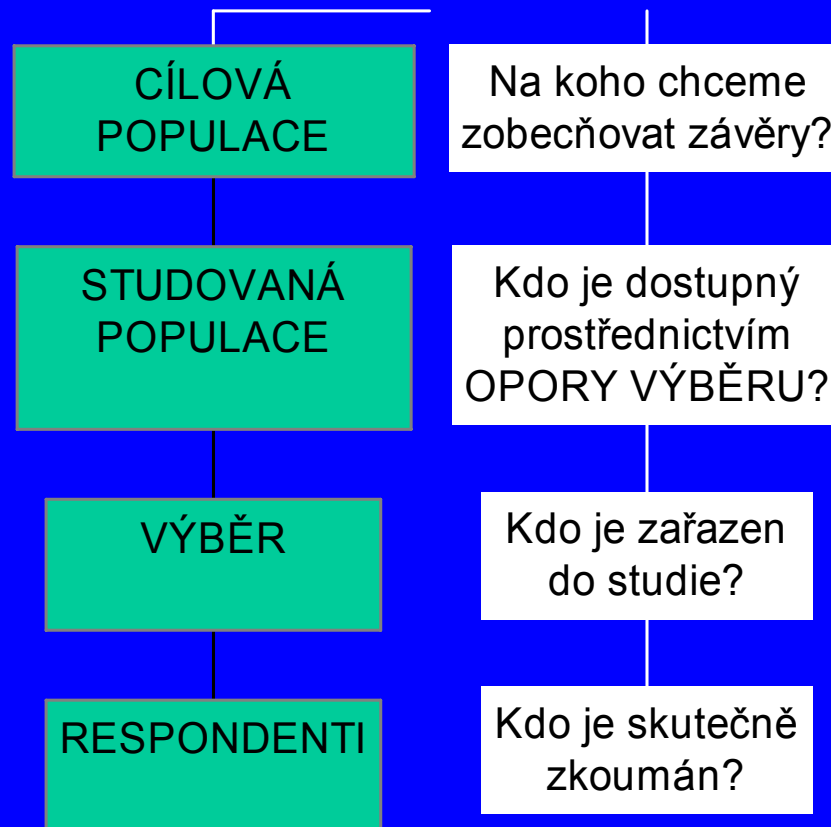 CÍLOVÁ
POPULACE
Na koho chceme
zobecňovat závěry?
STUDOVANÁ
POPULACE
Kdo je dostupný
prostřednictvím
OPORY VÝBĚRU?
VÝBĚR
Kdo je zařazen
do studie?
RESPONDENTI
Kdo je skutečně
zkoumán?